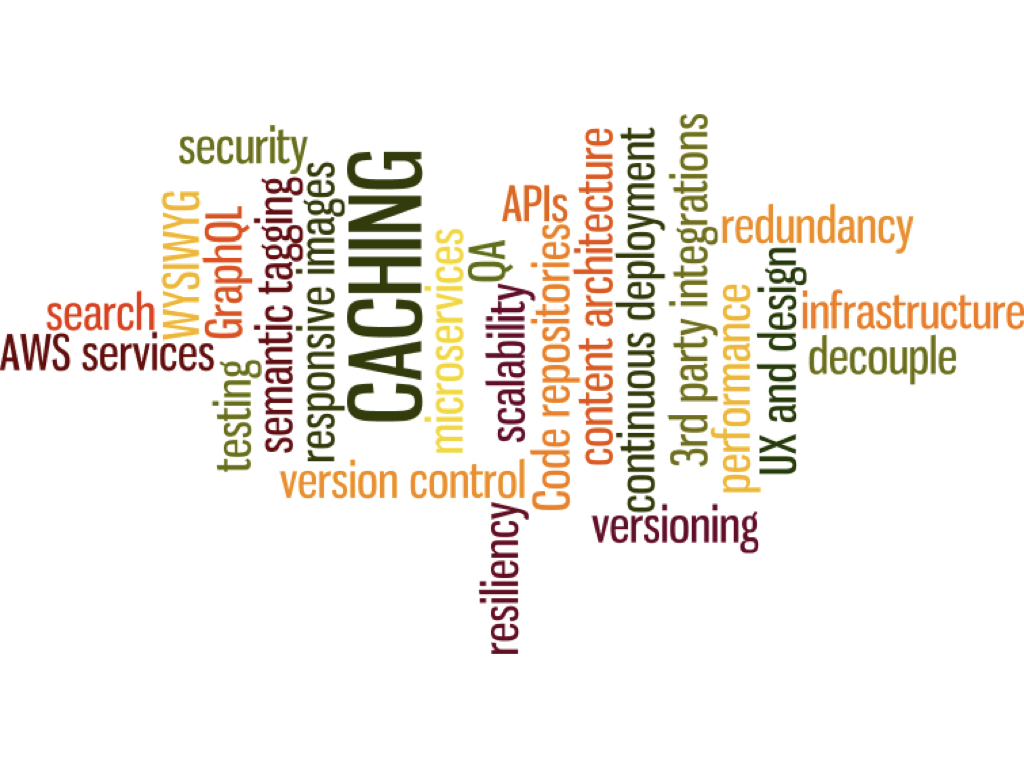 security
WYSIWYG
GraphQL
search
AWS services
testing
semantic tagging
responsive images
CACHING
microservices
QA
APIs
scalability
Code repositories
version control
resiliency
content architecture
continuous deployment
3rd party integrations
redundancy
performance
UX and design
infrastructure
decouple
versioning